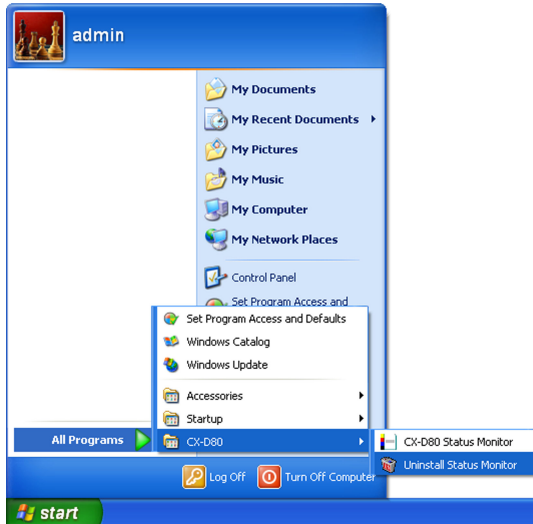 admin
My Documents
My Recent Documents
My Pictures
My Music
My Computer
My Network Places
Control Panel
Set Program Access and
Set Program Access and Defaults
Windows Catalog
Windows Update
Accessories
Startup
All Programs
CX-D80
CX-D80 Status Monitor
Uninstall Status Monitor
Log Off
Turn Off Computer
start